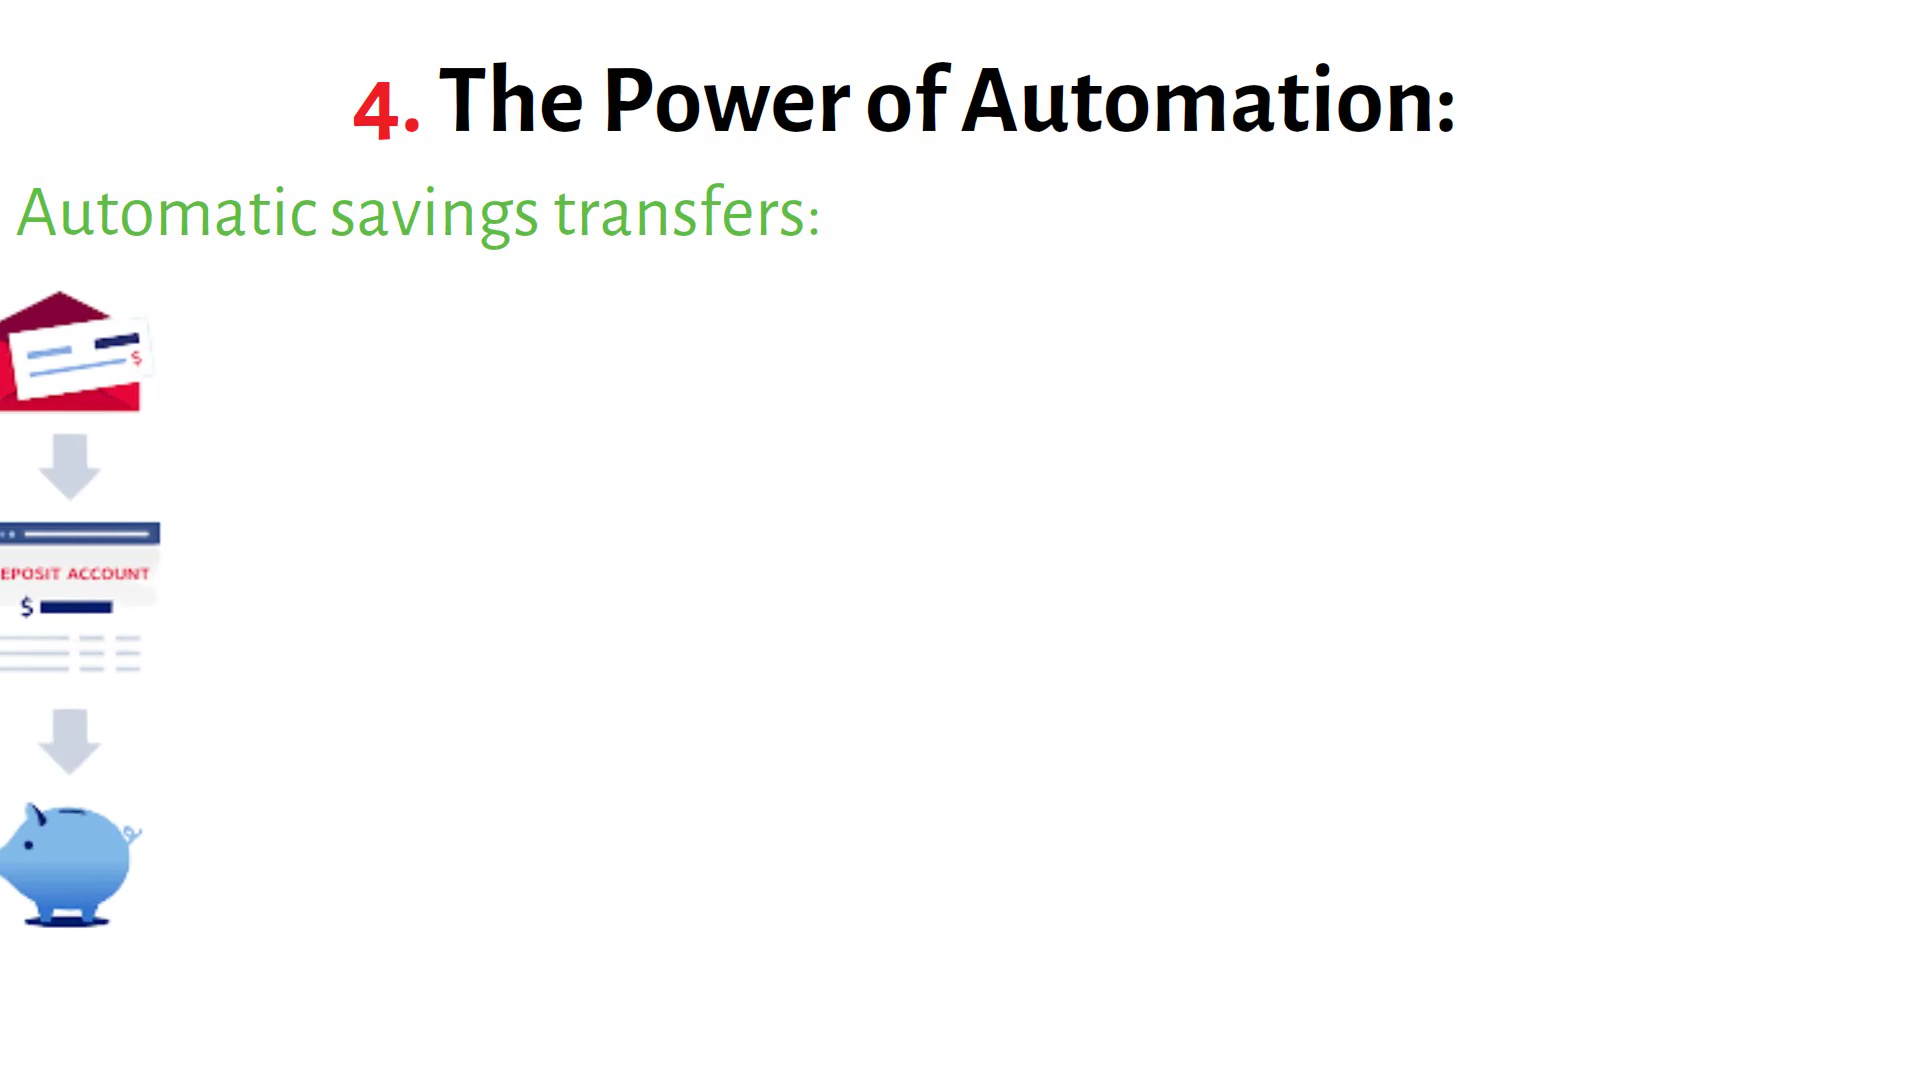 4. The Power of Automation:
Automatic savings transfers:
$
EPOSIT ACCOUNT
$